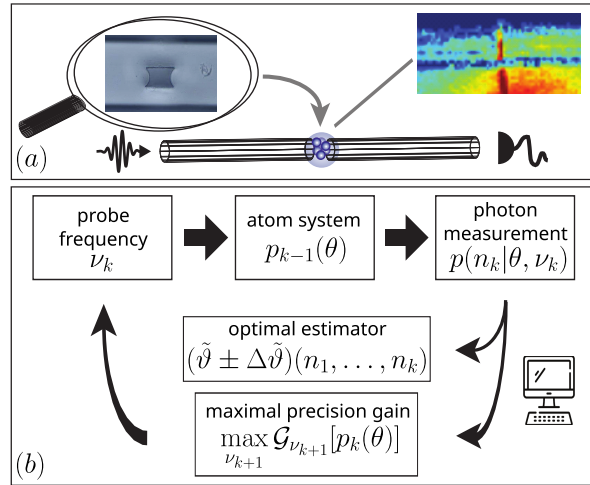 (a)
probe
frequency
ν_k
atom system
p_{k−1}(θ)
photon
measurement
p(n_k|θ, ν_k)
optimal estimator
(ϑ̃ ± Δϑ̃)(n_1, . . . , n_k)
maximal precision gain
max_{ν_{k+1}} 𝒢_{ν_{k+1}}[p_k(θ)]
(b)